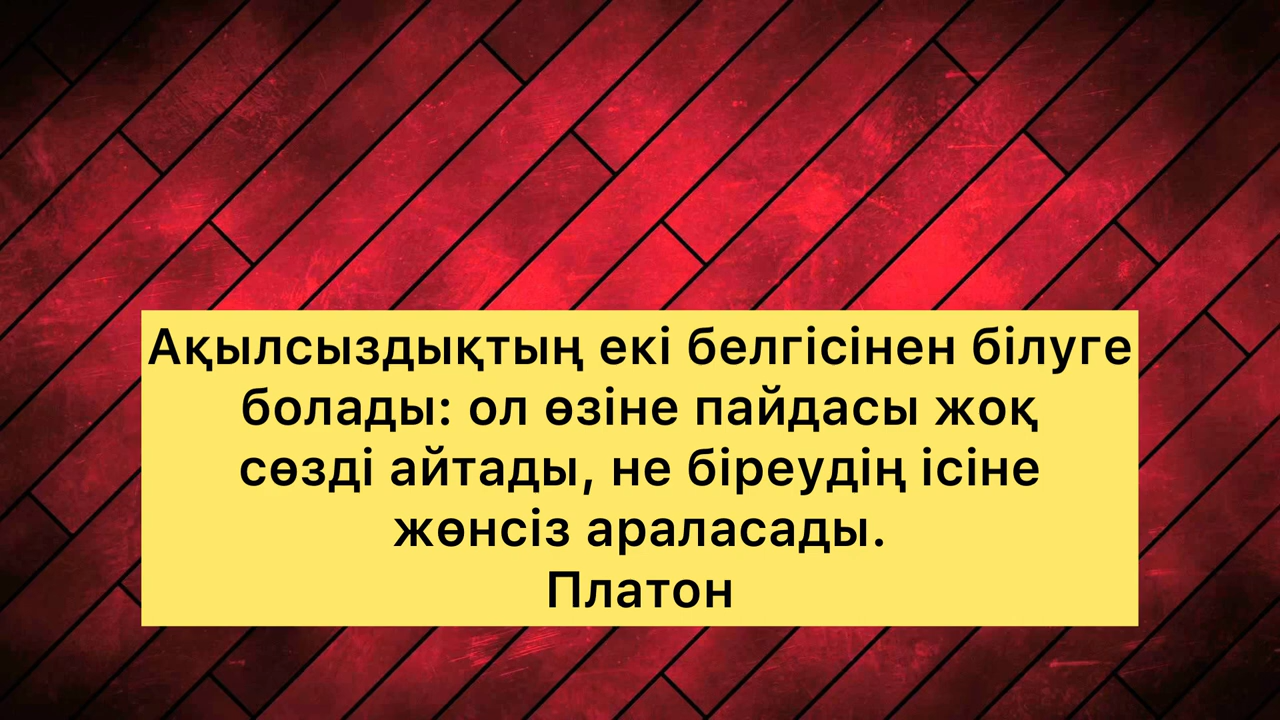 Ақылсыздықтың екі белгісінен білуге
болады: ол өзіне пайдасы жоқ
сөзді айтады, не біреудің ісіне
жөнсіз араласады.
Платон